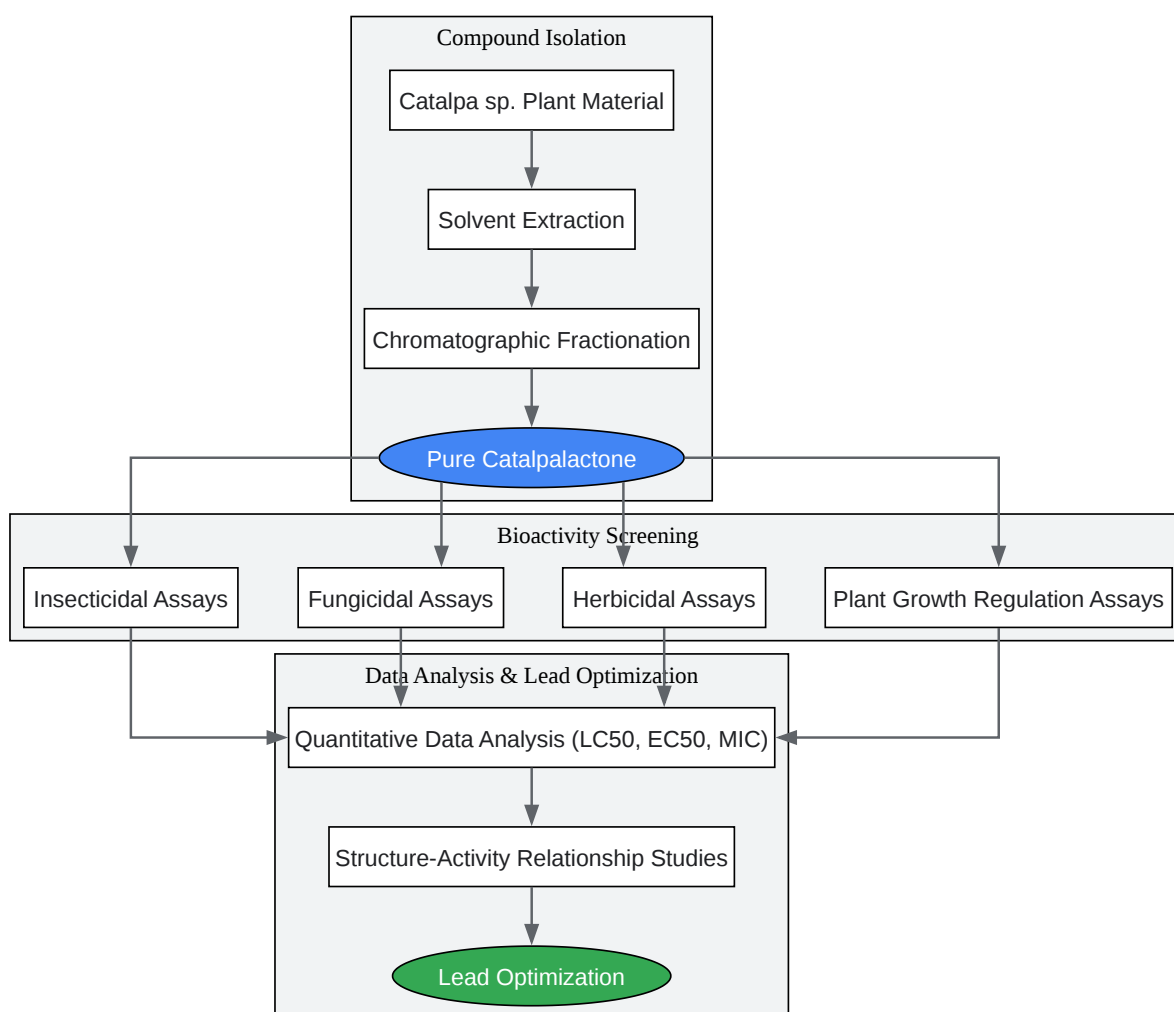 Compound Isolation
Catalpa sp. Plant Material
Solvent Extraction
Chromatographic Fractionation
Pure Catalpalactone
Bioactivity Screening
Insecticidal Assays
Fungicidal Assays
Herbicidal Assays
Plant Growth Regulation Assays
Data Analysis & Lead Optimization
Quantitative Data Analysis (LC50, EC50, MIC)
Structure-Activity Relationship Studies
Lead Optimization